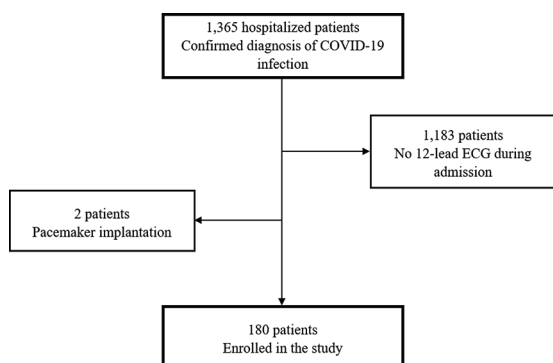 1,365 hospitalized patients
Confirmed diagnosis of COVID-19
infection
1,183 patients
No 12-lead ECG during
admission
2 patients
Pacemaker implantation
180 patients
Enrolled in the study